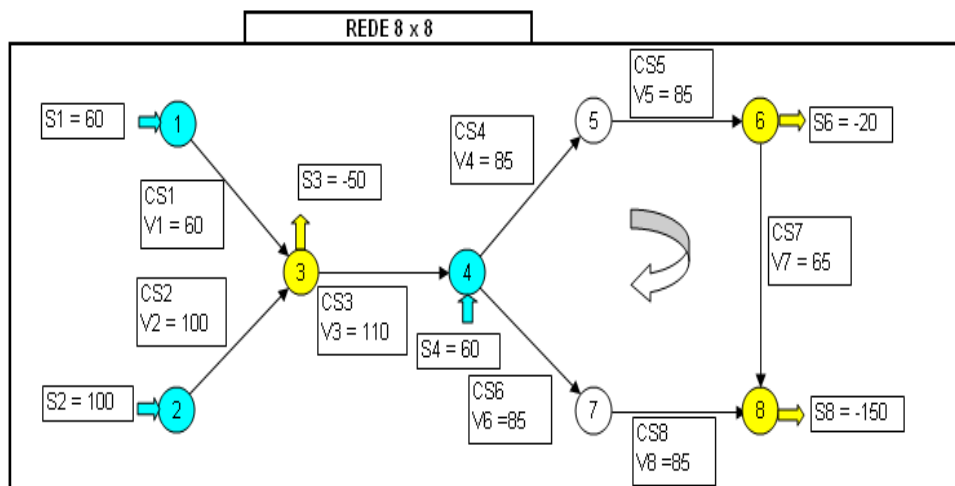 REDE 8 x 8
S1 = 60
1
CS1
V1 = 60
S3 = -50
CS2
V2 = 100
3
CS3
V3 = 110
S2 = 100
2
4
S4 = 60
CS4
V4 = 85
5
CS5
V5 = 85
6
S6 = -20
CS7
V7 = 65
CS6
V6 =85
7
CS8
V8 =85
8
S8 = -150